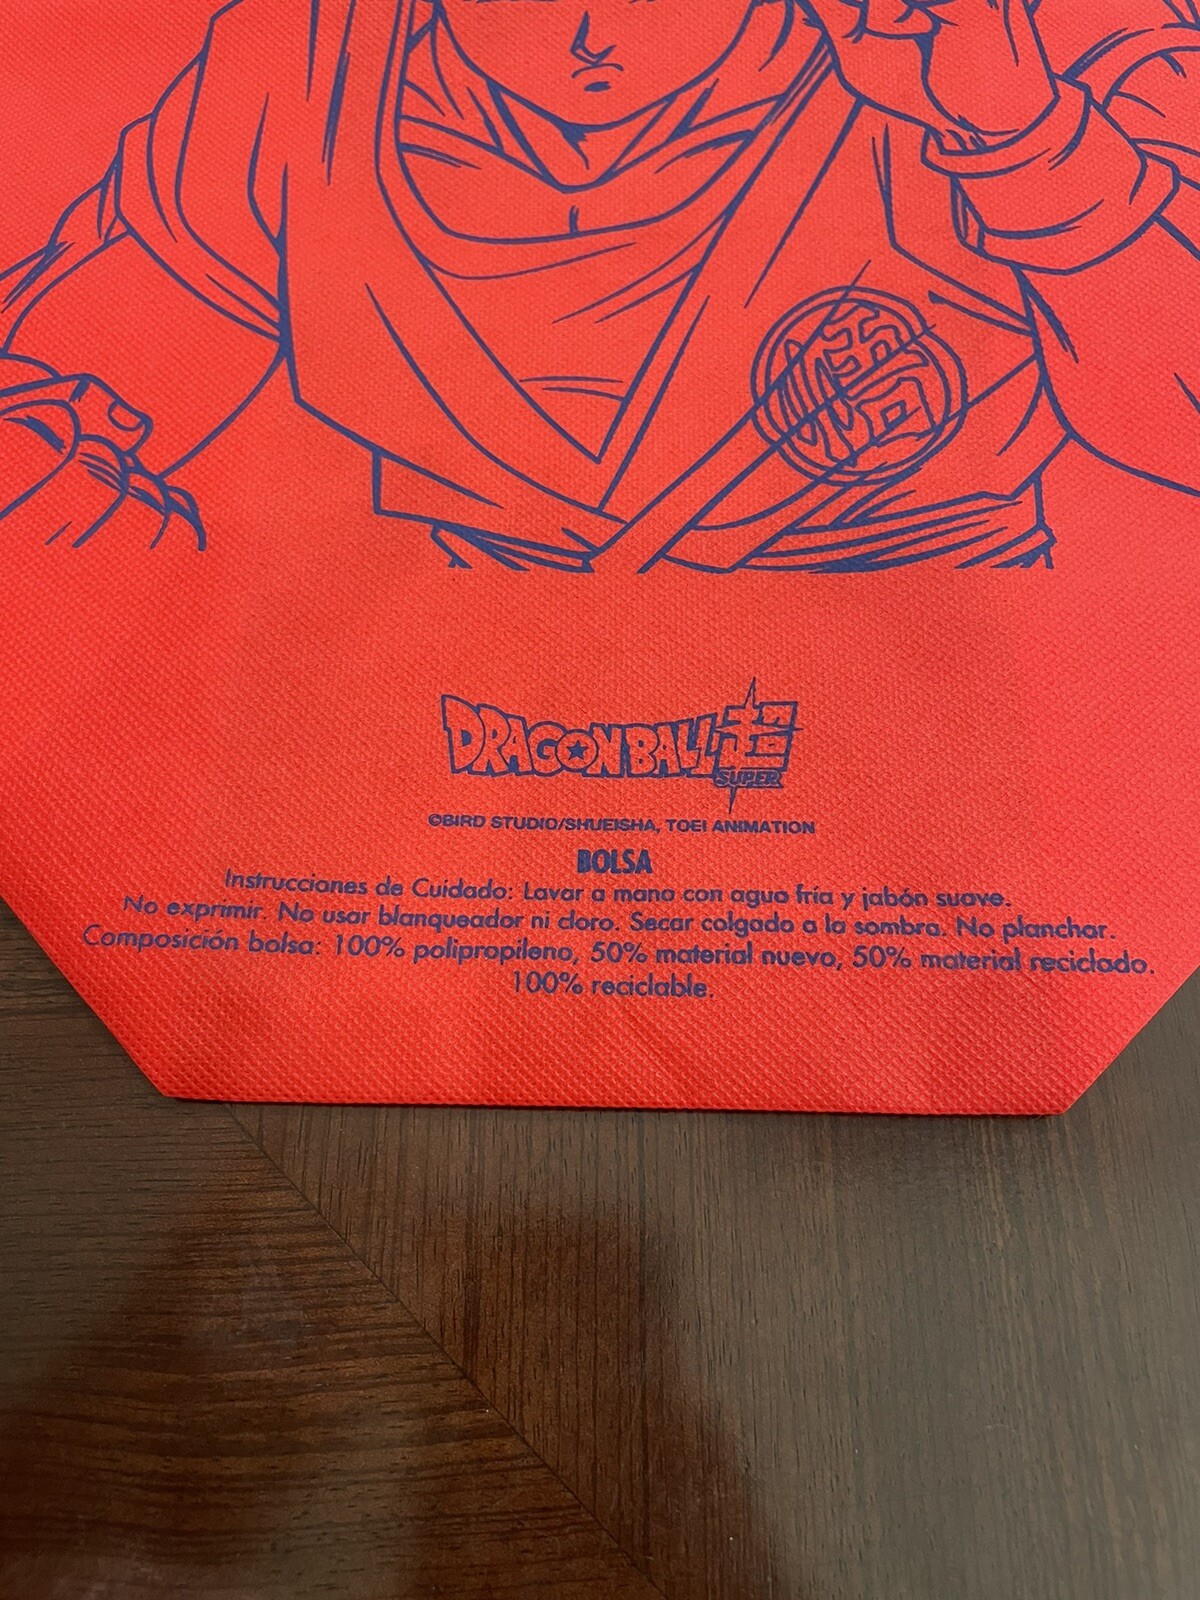 悟
DRAGON BALL 超
SUPER
©BIRD STUDIO/SHUEISHA, TOEI ANIMATION
BOLSA
Instrucciones de Cuidado: Lavar a mano con agua fría y jabón suave.
No exprimir. No usar blanqueador ni cloro. Secar colgado a la sombra. No planchar.
Composición bolsa: 100% polipropileno, 50% material nuevo, 50% material reciclado.
100% reciclable.